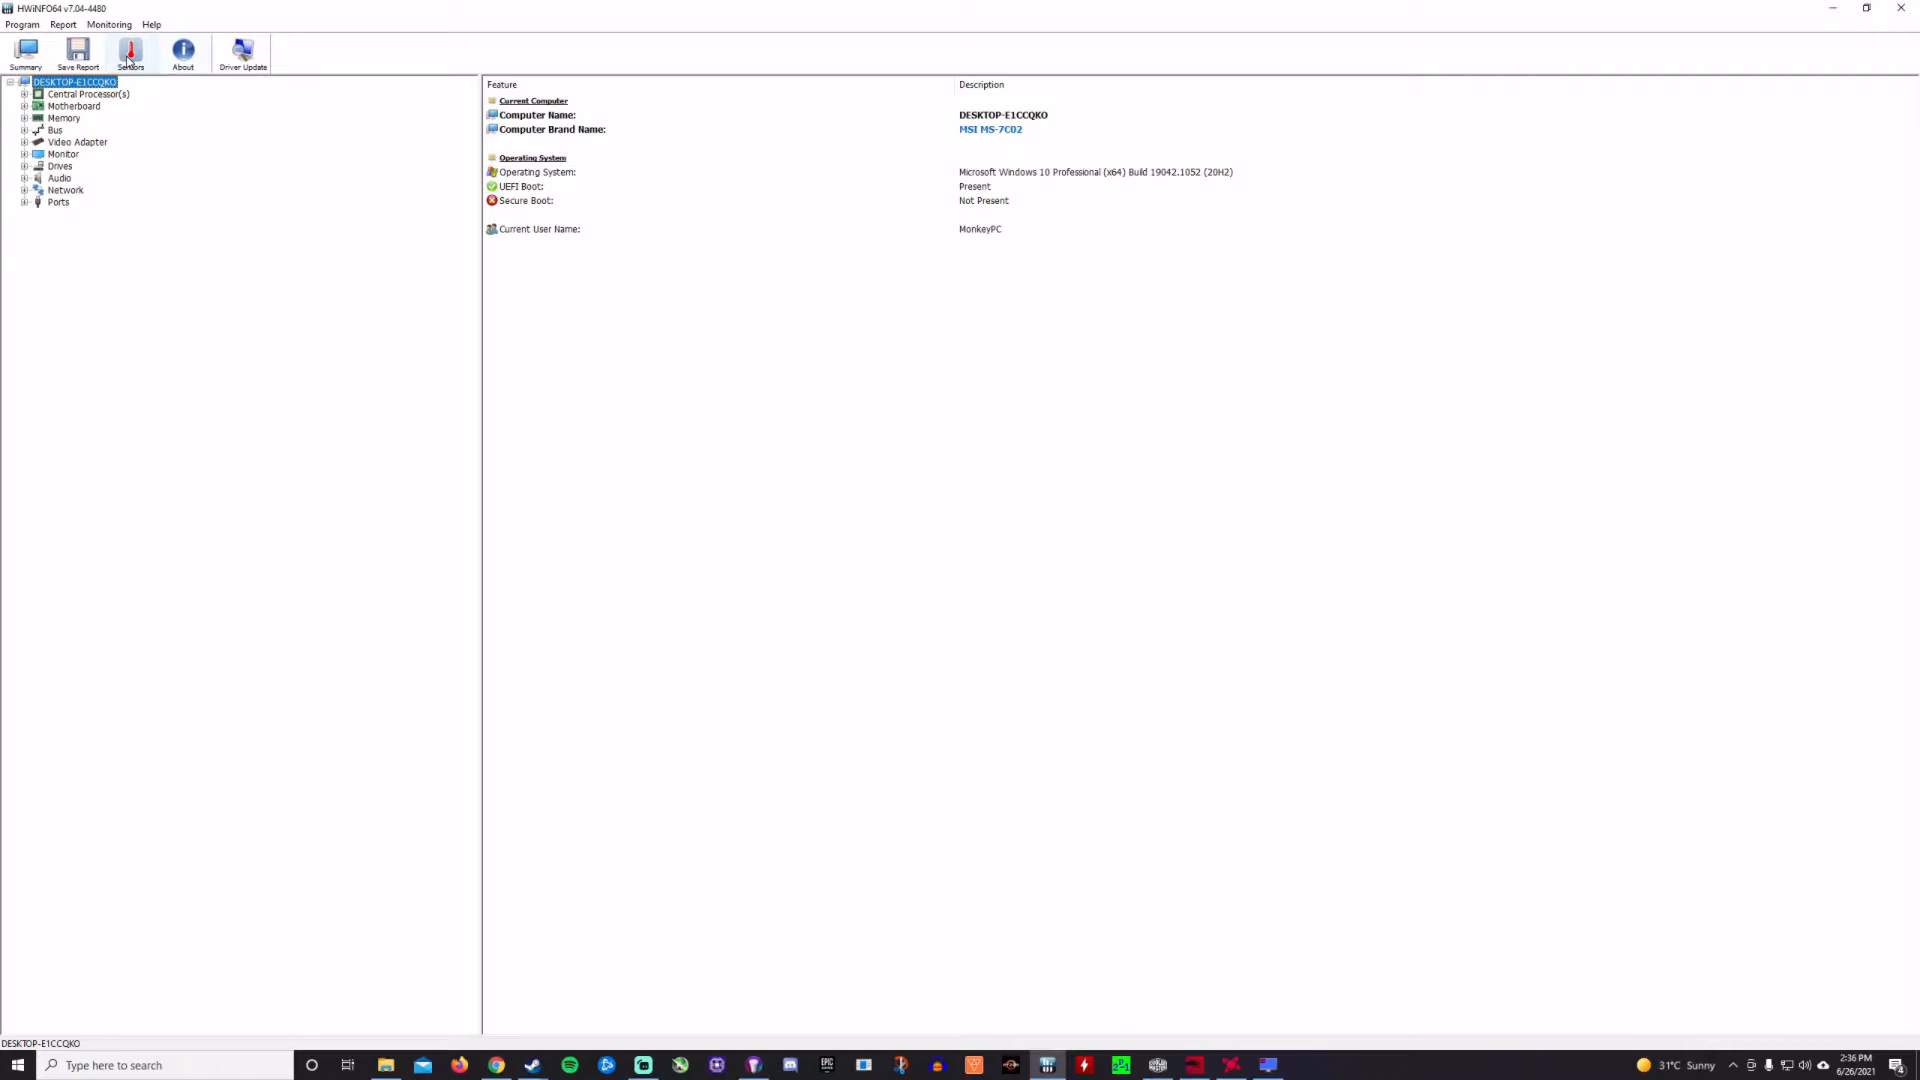 HWiNFO64 v7.04-4480
Program Report Monitoring Help
Summary Save Report Sensors About Driver Update
DESKTOP-E1CCQKO
Central Processor(s)
Motherboard
Memory
Bus
Video Adapter
Monitor
Drives
Audio
Network
Ports
Feature Description
Current Computer
Computer Name: DESKTOP-E1CCQKO
Computer Brand Name: MSI MS-7C02
Operating System
Operating System: Microsoft Windows 10 Professional (x64) Build 19042.1052 (20H2)
UEFI Boot: Present
Secure Boot: Not Present
Current User Name: MonkeyPC
DESKTOP-E1CCQKO
Type here to search
EPIC
31°C Sunny
2:36 PM
6/26/2021